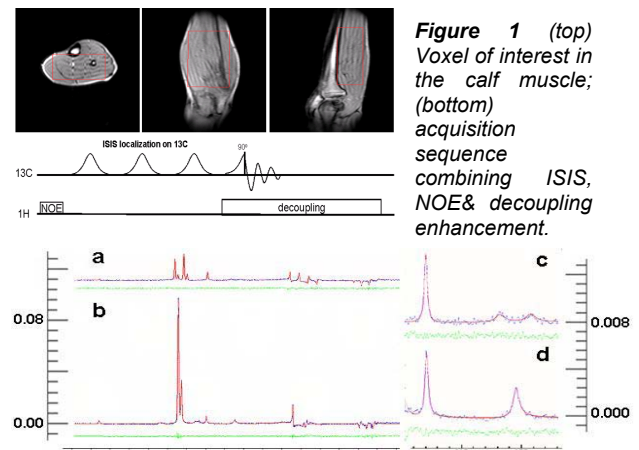 Figure 1 (top)
Voxel of interest in
the calf muscle;
(bottom)
acquisition
sequence
combining ISIS,
NOE& decoupling
enhancement.
ISIS localization on 13C
90º
13C
1H
NOE
decoupling
a
b
0.08
0.00
c
d
0.008
0.000